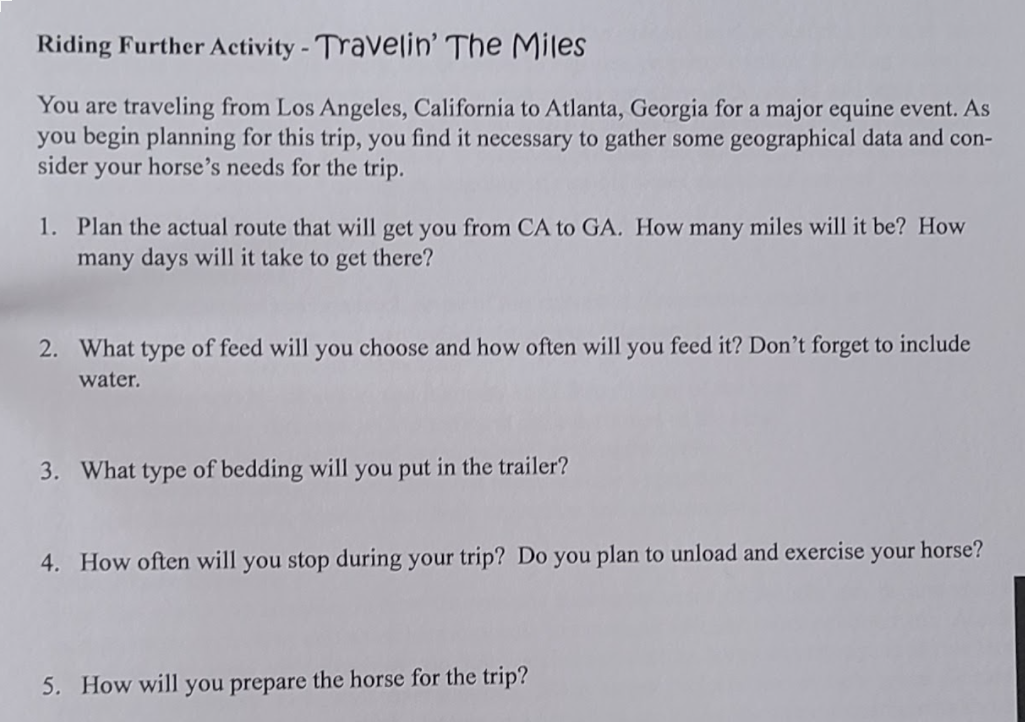 Riding Further Activity - Travelin' The Miles
You are traveling from Los Angeles, California to Atlanta, Georgia for a major equine event. As
you begin planning for this trip, you find it necessary to gather some geographical data and con-
sider your horse's needs for the trip.
1. Plan the actual route that will get you from CA to GA. How many miles will it be? How
many days will it take to get there?
2. What type of feed will you choose and how often will you feed it? Don't forget to include
water.
3. What type of bedding will you put in the trailer?
4. How often will you stop during your trip? Do you plan to unload and exercise your horse?
5. How will you prepare the horse for the trip?